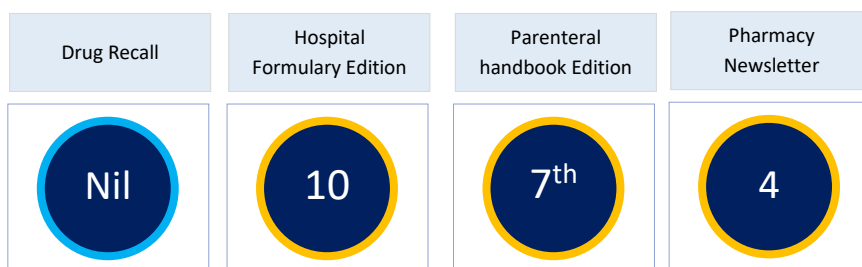 Drug Recall
Hospital
Formulary Edition
Parenteral
handbook Edition
Pharmacy
Newsletter
Nil
10
7th
4